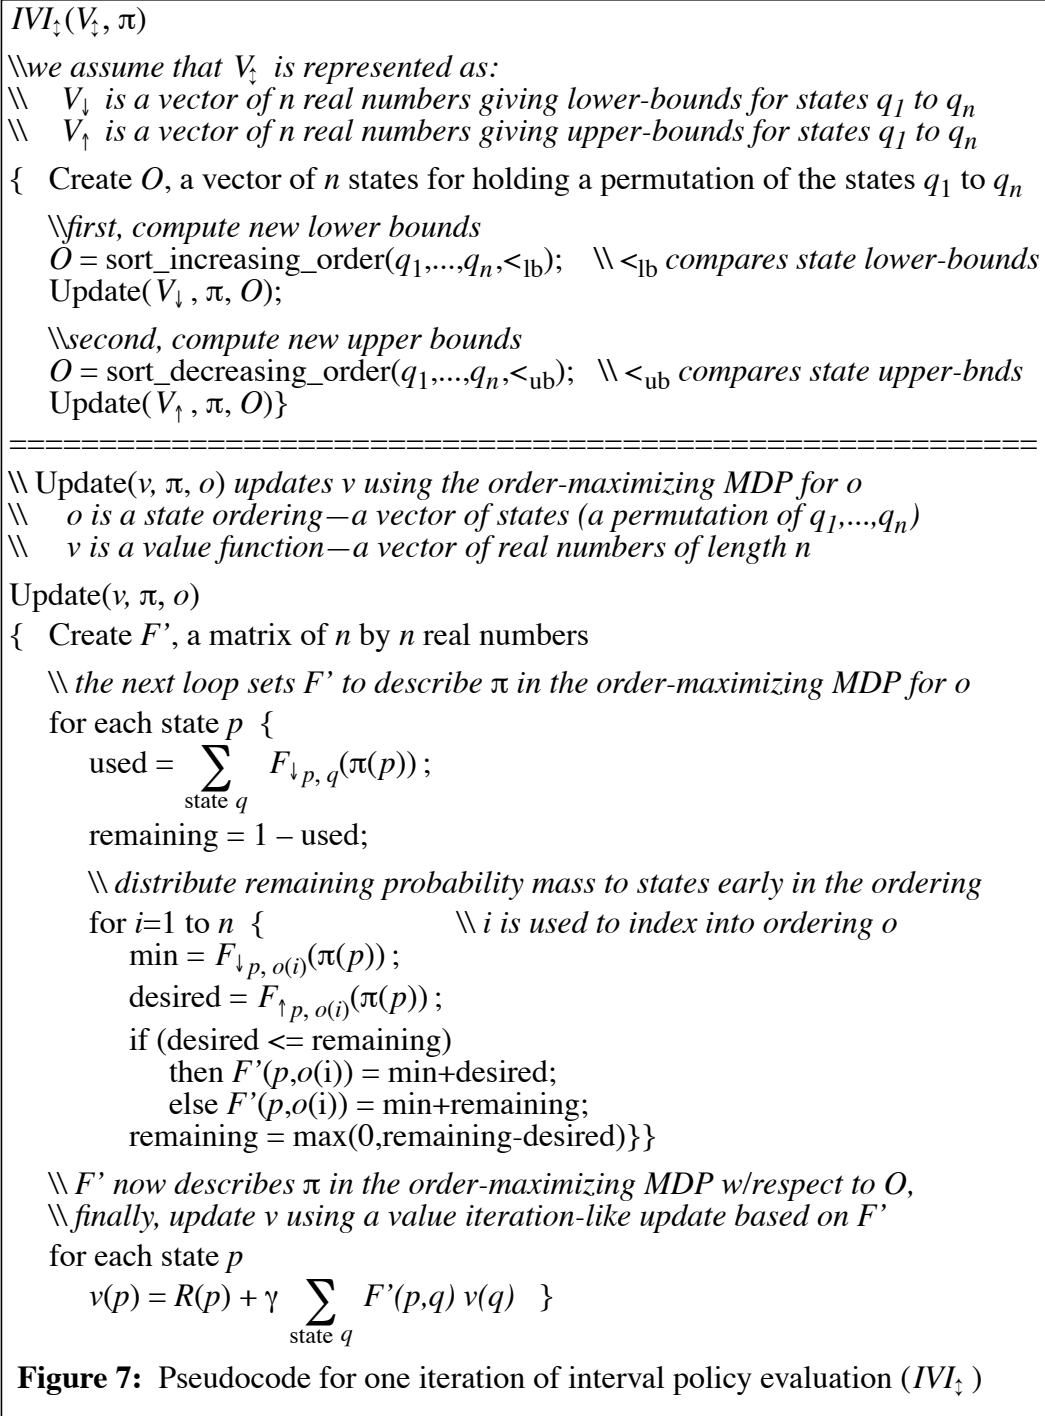 IVI↕(V↕, π)
\\we assume that V↕ is represented as:
\\ V↓ is a vector of n real numbers giving lower-bounds for states q1 to qn
\\ V↑ is a vector of n real numbers giving upper-bounds for states q1 to qn
{ Create O, a vector of n states for holding a permutation of the states q1 to qn
\\first, compute new lower bounds
O = sort_increasing_order(q1,...,qn,<lb); \\ <lb compares state lower-bounds
Update(V↓, π, O);
\\second, compute new upper bounds
O = sort_decreasing_order(q1,...,qn,<ub); \\ <ub compares state upper-bnds
Update(V↑, π, O)}
=========================================================
\\ Update(v, π, o) updates v using the order-maximizing MDP for o
\\ o is a state ordering—a vector of states (a permutation of q1,...,qn)
\\ v is a value function—a vector of real numbers of length n
Update(v, π, o)
{ Create F’, a matrix of n by n real numbers
\\ the next loop sets F’ to describe π in the order-maximizing MDP for o
for each state p {
used = ∑ F↓p, q(π(p));
state q
remaining = 1 – used;
\\ distribute remaining probability mass to states early in the ordering
for i=1 to n { \\ i is used to index into ordering o
min = F↓p, o(i)(π(p));
desired = F↑p, o(i)(π(p));
if (desired <= remaining)
then F’(p,o(i)) = min+desired;
else F’(p,o(i)) = min+remaining;
remaining = max(0,remaining-desired)}}
\\ F’ now describes π in the order-maximizing MDP w/respect to O,
\\ finally, update v using a value iteration-like update based on F’
for each state p
v(p) = R(p) + γ ∑ F’(p,q) v(q) }
state q
Figure 7: Pseudocode for one iteration of interval policy evaluation (IVI↕)